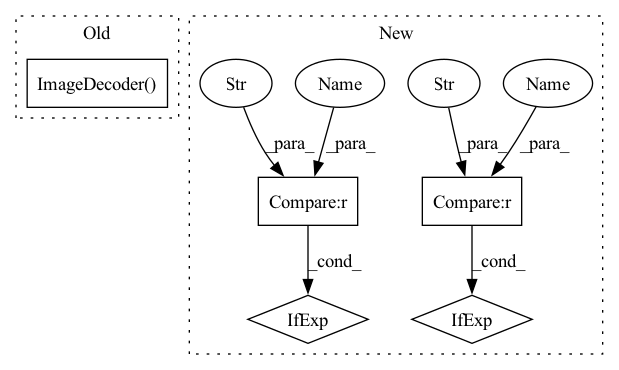 Old
New
ImageDecoder()
Str
Name
Str
Name
_para_
_para_
_para_
_para_
Compare:r
Compare:r
_cond_
_cond_
IfExp
IfExp